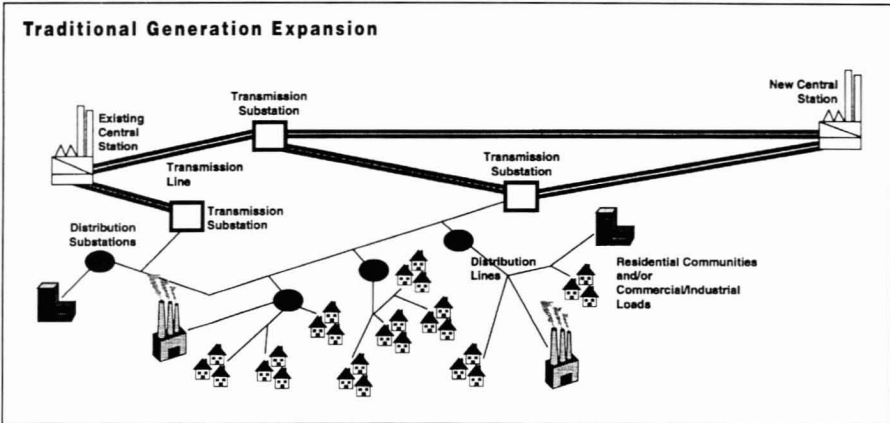 Traditional Generation Expansion
Transmission
Substation
New Central
Station
Existing
Central
Station
Transmission
Line
Transmission
Substation
Transmission
Substation
Distribution
Substations
Distribution
Lines
Residential Communities
and/or
Commercial/Industrial
Loads